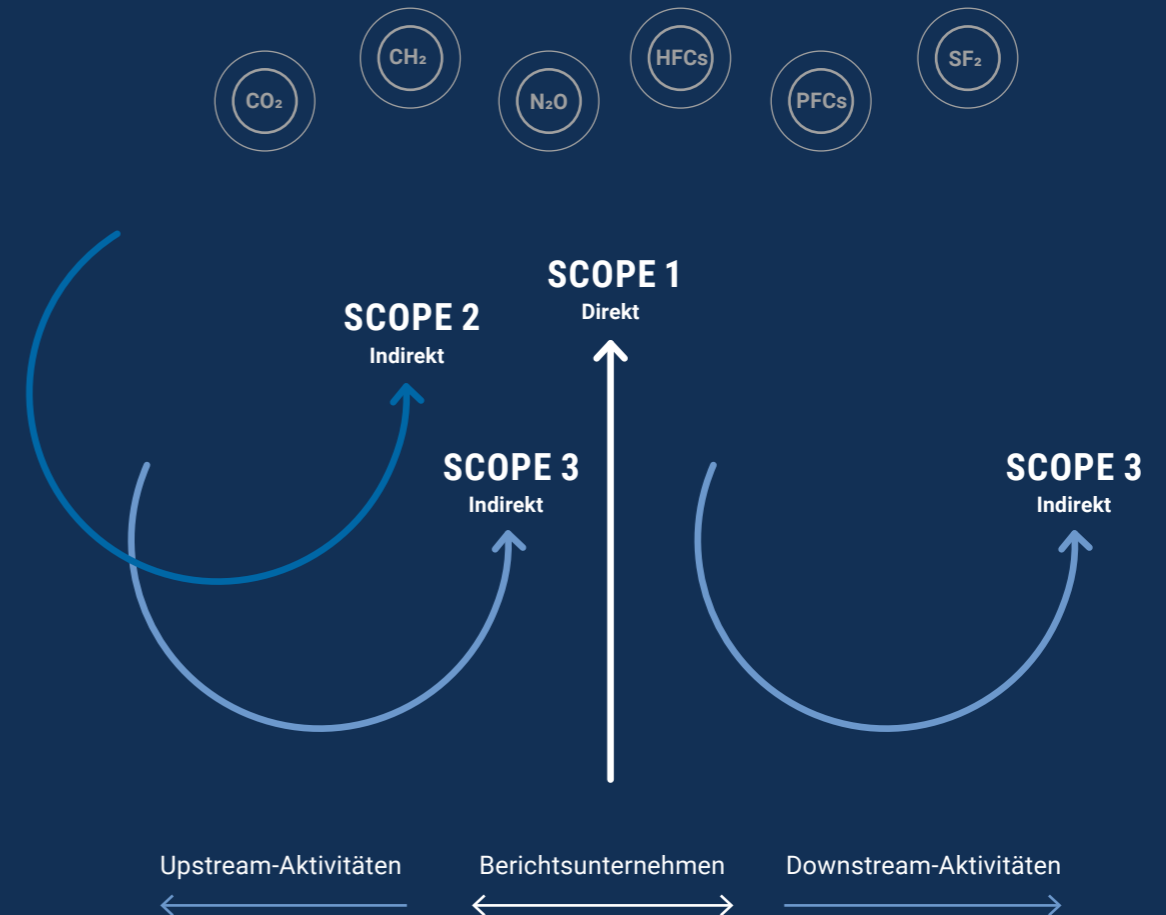 CO₂
CH₂
N₂O
HFCs
PFCs
SF₂
SCOPE 1
Direkt
SCOPE 2
Indirekt
SCOPE 3
Indirekt
SCOPE 3
Indirekt
Upstream-Aktivitäten
Berichtsunternehmen
Downstream-Aktivitäten